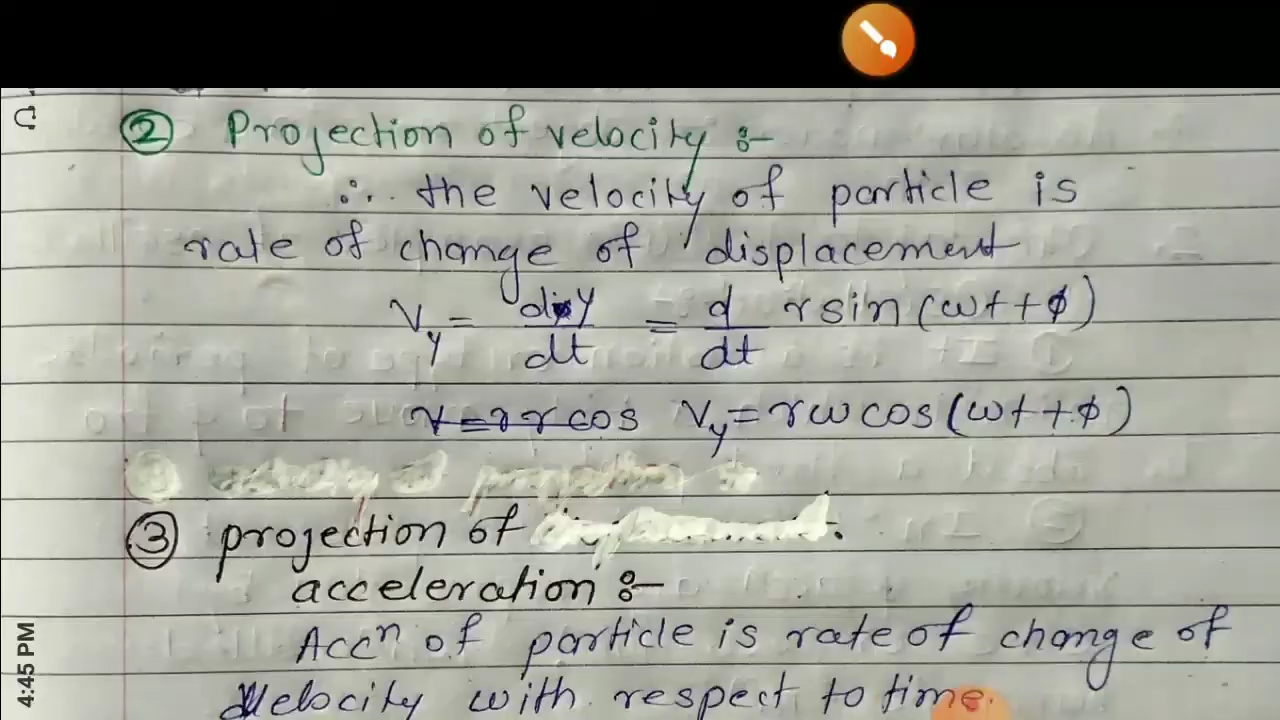 ② Projection of velocity :-
∴ the velocity of particle is
rate of change of displacement
Vy = dy/dt = d/dt r sin (ωt + φ)
Vy = rω cos (ωt + φ)
③ projection of
acceleration :-
Accⁿ of particle is rate of change of
velocity with respect to time.
4:45 PM